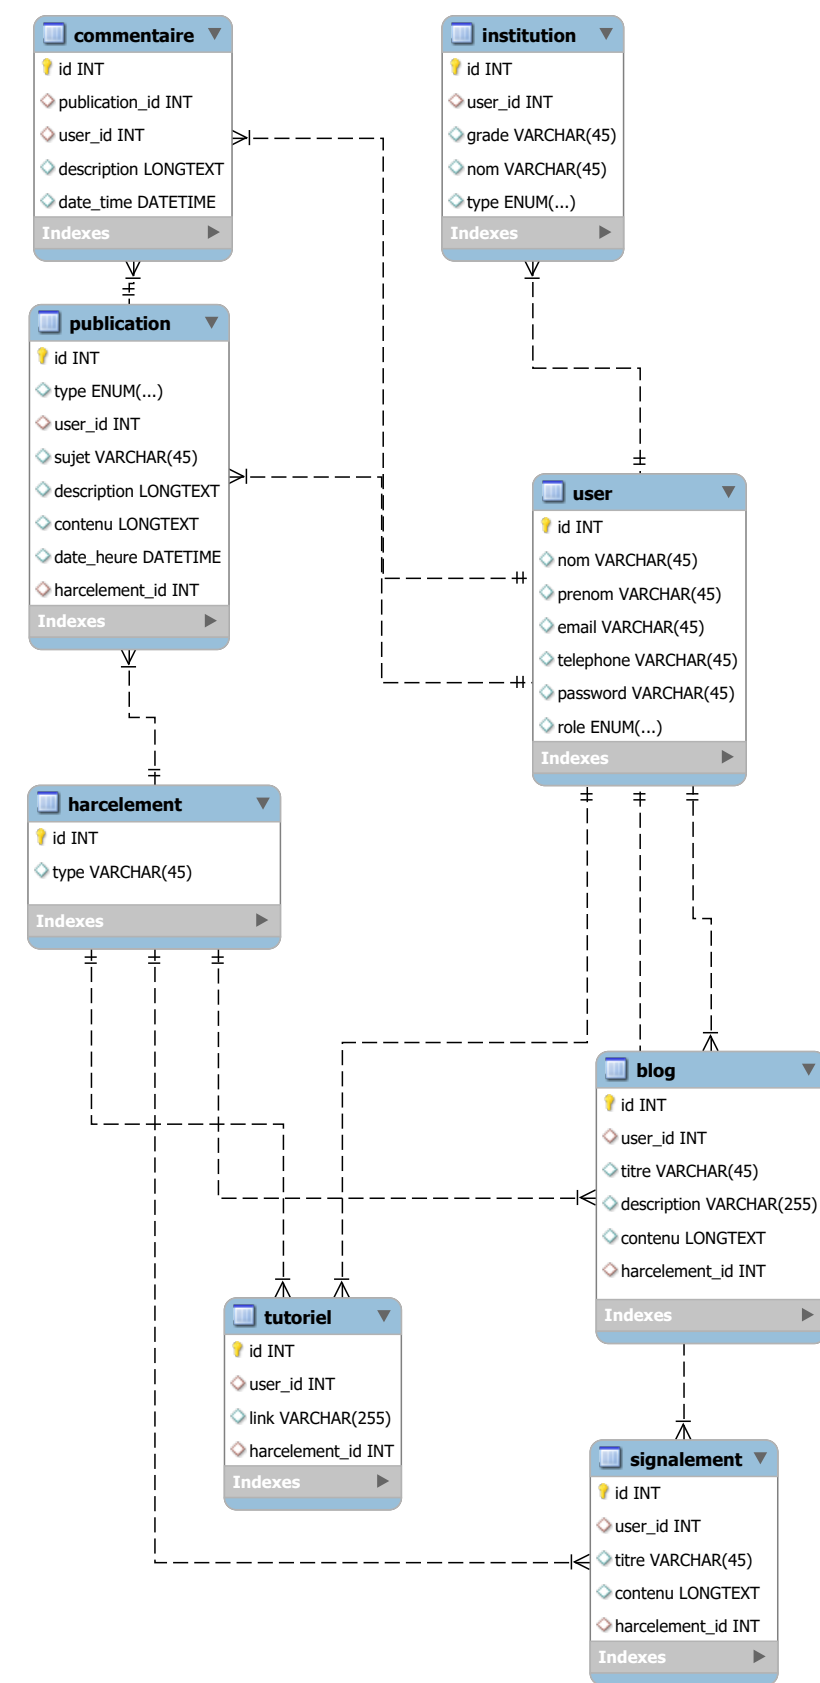 commentaire
id INT
publication_id INT
user_id INT
description LONGTEXT
date_time DATETIME
Indexes
institution
id INT
user_id INT
grade VARCHAR(45)
nom VARCHAR(45)
type ENUM(...)
Indexes
publication
id INT
type ENUM(...)
user_id INT
sujet VARCHAR(45)
description LONGTEXT
contenu LONGTEXT
date_heure DATETIME
harcelement_id INT
Indexes
user
id INT
nom VARCHAR(45)
prenom VARCHAR(45)
email VARCHAR(45)
telephone VARCHAR(45)
password VARCHAR(45)
role ENUM(...)
Indexes
harcelement
id INT
type VARCHAR(45)
Indexes
blog
id INT
user_id INT
titre VARCHAR(45)
description VARCHAR(255)
contenu LONGTEXT
harcelement_id INT
Indexes
tutoriel
id INT
user_id INT
link VARCHAR(255)
harcelement_id INT
Indexes
signalement
id INT
user_id INT
titre VARCHAR(45)
contenu LONGTEXT
harcelement_id INT
Indexes